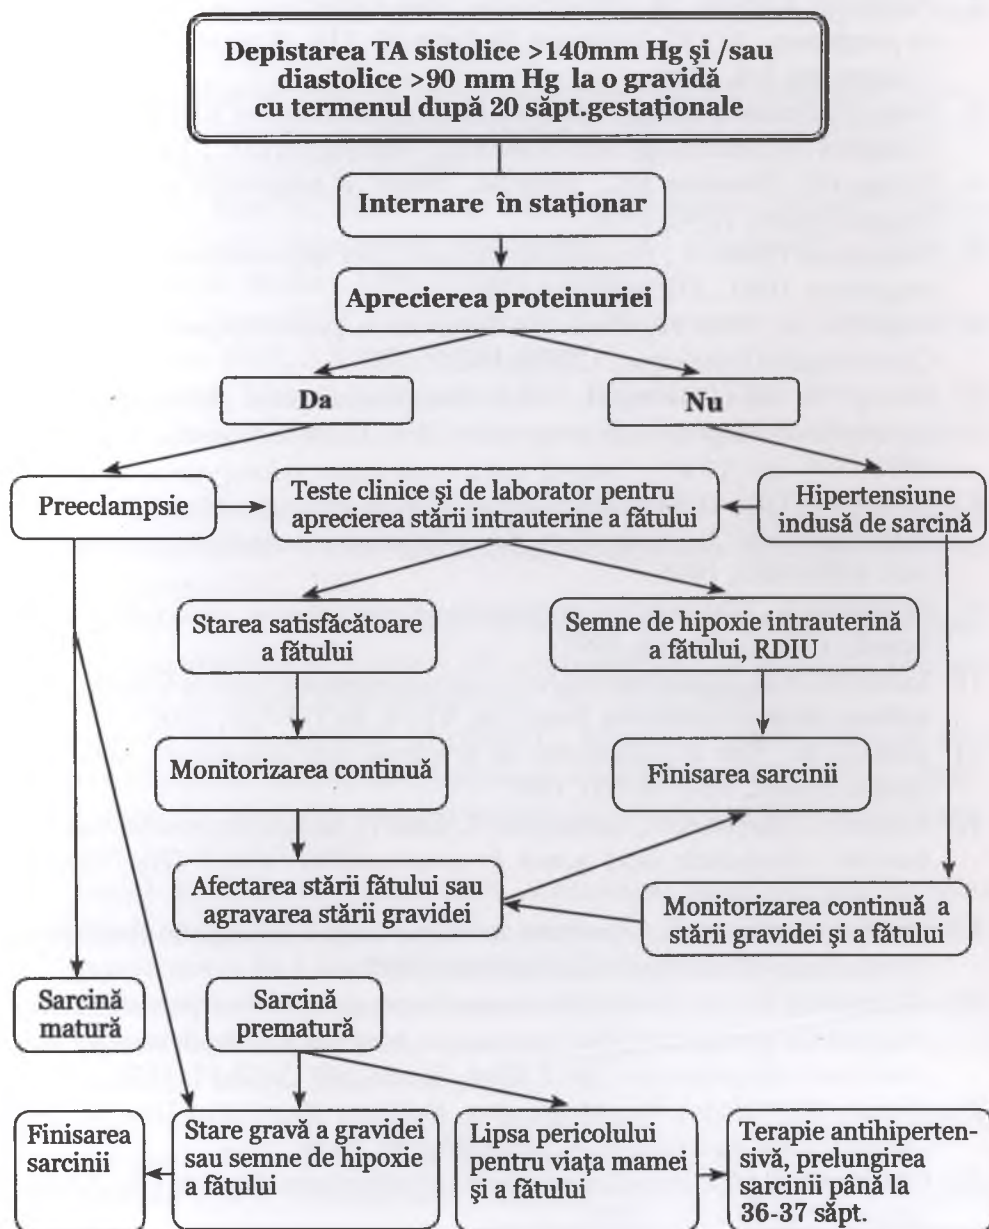 Depistarea TA sistolice >140mm Hg şi /sau
diastolice >90 mm Hg la o gravidă
cu termenul după 20 săpt.gestaţionale
Internare în staţionar
Aprecierea proteinuriei
Da
Nu
Preeclampsie
Teste clinice şi de laborator pentru
aprecierea stării intrauterine a fătului
Hipertensiune
indusă de sarcină
Starea satisfăcătoare
a fătului
Semne de hipoxie intrauterină
a fătului, RDIU
Monitorizarea continuă
Finisarea sarcinii
Afectarea stării fătului sau
agravarea stării gravidei
Monitorizarea continuă a
stării gravidei şi a fătului
Sarcină
matură
Sarcină
prematură
Finisarea
sarcinii
Stare gravă a gravidei
sau semne de hipoxie
a fătului
Lipsa pericolului
pentru viaţa mamei
şi a fătului
Terapie antihiperten-
sivă, prelungirea
sarcinii până la
36-37 săpt.